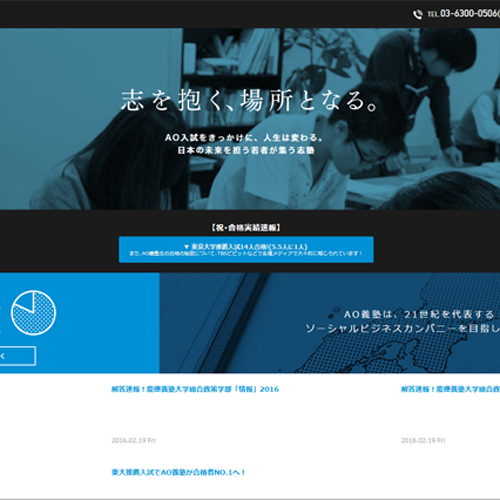 TEL.03-6300-0506(
志を抱く、場所となる。
AO入試をきっかけに、人生は変わる。
日本の未来を担う若者が集う志塾
【祝・合格実績速報】
▼ 東京大学推薦入試14人合格!(5.5人に1人)
また、AO義塾生の合格の秘密について、TBSビビットなどで各種メディアで大々的に報じられています！
AO義塾は、21世紀を代表する
ソーシャルビジネスカンパニーを目指し
く
解答速報！慶應義塾大学総合政策学部「情報」2016
解答速報！慶應義塾大学総合政
2016.02.19 Fri
2016.02.19 Fri
東大推薦入試でAO義塾が合格者NO.1へ！